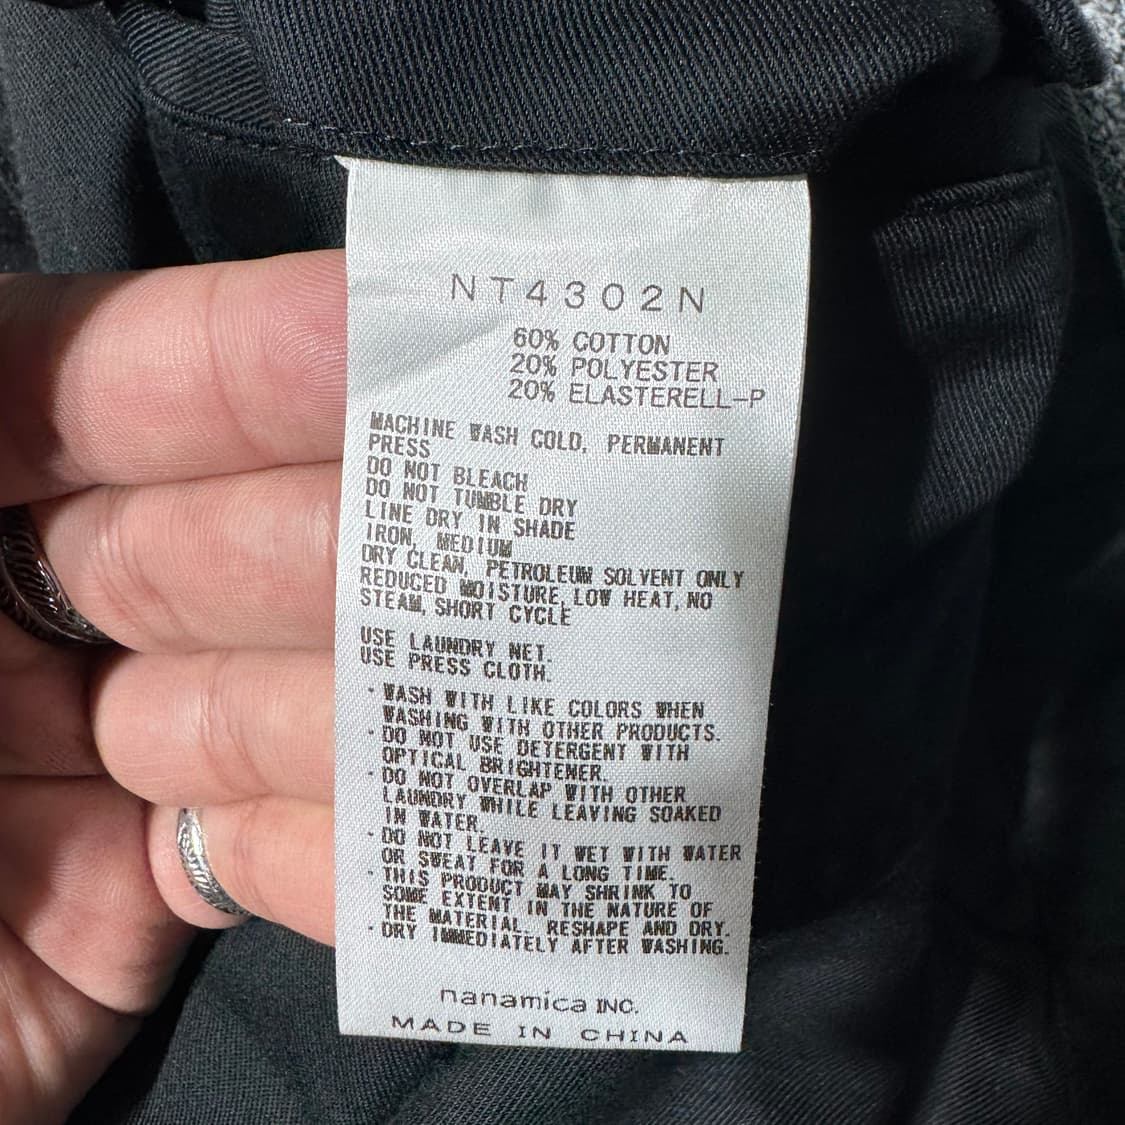 NT4302N
60% COTTON
20% POLYESTER
20% ELASTERELL-P
MACHINE WASH COLD, PERMANENT
PRESS
DO NOT BLEACH
DO NOT TUMBLE DRY
LINE DRY IN SHADE
IRON, MEDIUM
DRY CLEAN, PETROLEUM SOLVENT ONLY
REDUCED MOISTURE, LOW HEAT, NO
STEAM, SHORT CYCLE
USE LAUNDRY NET.
USE PRESS CLOTH.
・WASH WITH LIKE COLORS WHEN
WASHING WITH OTHER PRODUCTS.
・DO NOT USE DETERGENT WITH
OPTICAL BRIGHTENER.
・DO NOT OVERLAP WITH OTHER
LAUNDRY WHILE LEAVING SOAKED
IN WATER.
・DO NOT LEAVE IT WET WITH WATER
OR SWEAT FOR A LONG TIME.
・THIS PRODUCT MAY SHRINK TO
SOME EXTENT IN THE NATURE OF
THE MATERIAL. RESHAPE AND DRY.
・DRY IMMEDIATELY AFTER WASHING.
nanamica INC.
MADE IN CHINA